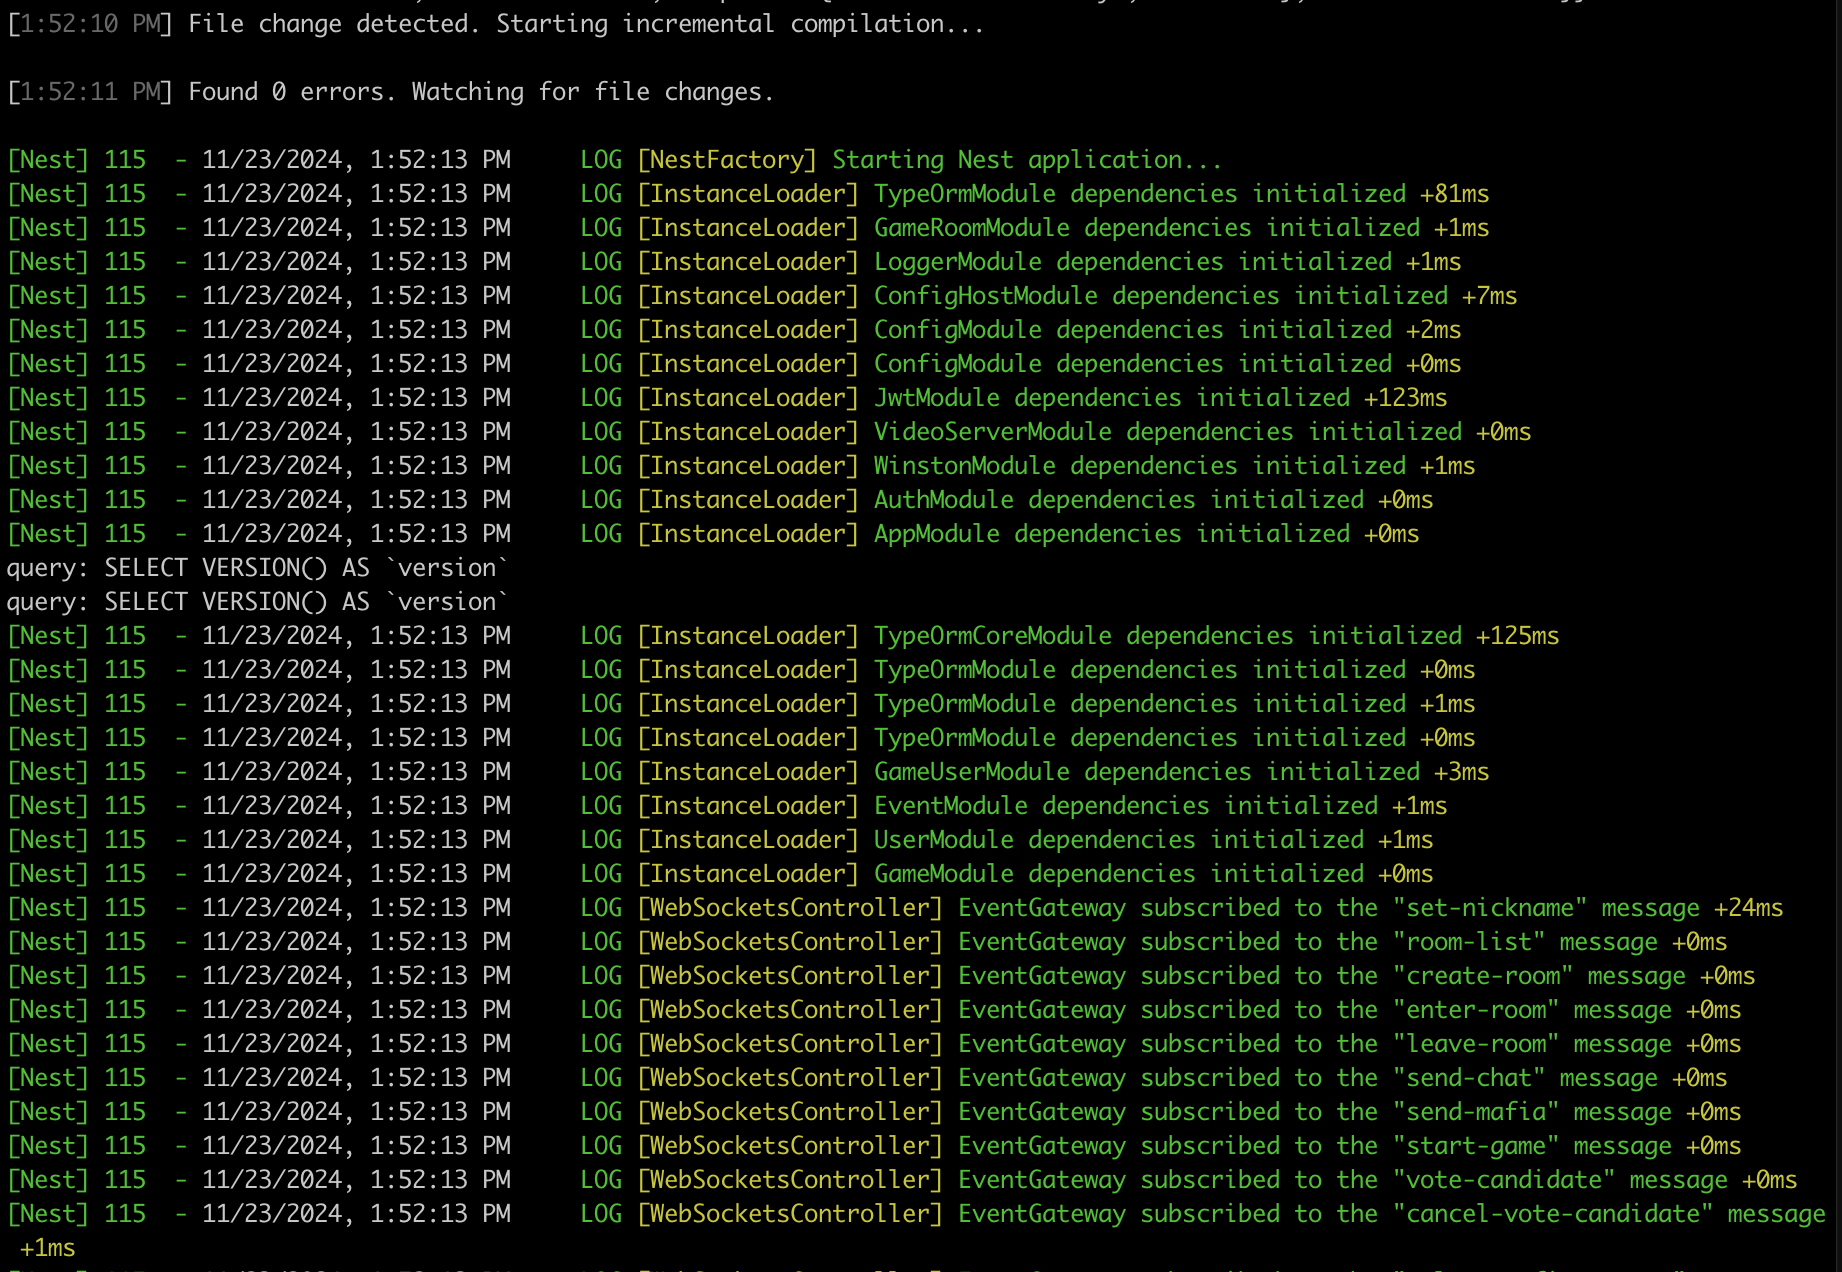 [1:52:10 PM] File change detected. Starting incremental compilation...
[1:52:11 PM] Found 0 errors. Watching for file changes.
[Nest] 115  - 11/23/2024, 1:52:13 PM     LOG [NestFactory] Starting Nest application...
[Nest] 115  - 11/23/2024, 1:52:13 PM     LOG [InstanceLoader] TypeOrmModule dependencies initialized +81ms
[Nest] 115  - 11/23/2024, 1:52:13 PM     LOG [InstanceLoader] GameRoomModule dependencies initialized +1ms
[Nest] 115  - 11/23/2024, 1:52:13 PM     LOG [InstanceLoader] LoggerModule dependencies initialized +1ms
[Nest] 115  - 11/23/2024, 1:52:13 PM     LOG [InstanceLoader] ConfigHostModule dependencies initialized +7ms
[Nest] 115  - 11/23/2024, 1:52:13 PM     LOG [InstanceLoader] ConfigModule dependencies initialized +2ms
[Nest] 115  - 11/23/2024, 1:52:13 PM     LOG [InstanceLoader] ConfigModule dependencies initialized +0ms
[Nest] 115  - 11/23/2024, 1:52:13 PM     LOG [InstanceLoader] JwtModule dependencies initialized +123ms
[Nest] 115  - 11/23/2024, 1:52:13 PM     LOG [InstanceLoader] VideoServerModule dependencies initialized +0ms
[Nest] 115  - 11/23/2024, 1:52:13 PM     LOG [InstanceLoader] WinstonModule dependencies initialized +1ms
[Nest] 115  - 11/23/2024, 1:52:13 PM     LOG [InstanceLoader] AuthModule dependencies initialized +0ms
[Nest] 115  - 11/23/2024, 1:52:13 PM     LOG [InstanceLoader] AppModule dependencies initialized +0ms
query: SELECT VERSION() AS `version`
query: SELECT VERSION() AS `version`
[Nest] 115  - 11/23/2024, 1:52:13 PM     LOG [InstanceLoader] TypeOrmCoreModule dependencies initialized +125ms
[Nest] 115  - 11/23/2024, 1:52:13 PM     LOG [InstanceLoader] TypeOrmModule dependencies initialized +0ms
[Nest] 115  - 11/23/2024, 1:52:13 PM     LOG [InstanceLoader] TypeOrmModule dependencies initialized +1ms
[Nest] 115  - 11/23/2024, 1:52:13 PM     LOG [InstanceLoader] TypeOrmModule dependencies initialized +0ms
[Nest] 115  - 11/23/2024, 1:52:13 PM     LOG [InstanceLoader] GameUserModule dependencies initialized +3ms
[Nest] 115  - 11/23/2024, 1:52:13 PM     LOG [InstanceLoader] EventModule dependencies initialized +1ms
[Nest] 115  - 11/23/2024, 1:52:13 PM     LOG [InstanceLoader] UserModule dependencies initialized +1ms
[Nest] 115  - 11/23/2024, 1:52:13 PM     LOG [InstanceLoader] GameModule dependencies initialized +0ms
[Nest] 115  - 11/23/2024, 1:52:13 PM     LOG [WebSocketsController] EventGateway subscribed to the "set-nickname" message +24ms
[Nest] 115  - 11/23/2024, 1:52:13 PM     LOG [WebSocketsController] EventGateway subscribed to the "room-list" message +0ms
[Nest] 115  - 11/23/2024, 1:52:13 PM     LOG [WebSocketsController] EventGateway subscribed to the "create-room" message +0ms
[Nest] 115  - 11/23/2024, 1:52:13 PM     LOG [WebSocketsController] EventGateway subscribed to the "enter-room" message +0ms
[Nest] 115  - 11/23/2024, 1:52:13 PM     LOG [WebSocketsController] EventGateway subscribed to the "leave-room" message +0ms
[Nest] 115  - 11/23/2024, 1:52:13 PM     LOG [WebSocketsController] EventGateway subscribed to the "send-chat" message +0ms
[Nest] 115  - 11/23/2024, 1:52:13 PM     LOG [WebSocketsController] EventGateway subscribed to the "send-mafia" message +0ms
[Nest] 115  - 11/23/2024, 1:52:13 PM     LOG [WebSocketsController] EventGateway subscribed to the "start-game" message +0ms
[Nest] 115  - 11/23/2024, 1:52:13 PM     LOG [WebSocketsController] EventGateway subscribed to the "vote-candidate" message +0ms
[Nest] 115  - 11/23/2024, 1:52:13 PM     LOG [WebSocketsController] EventGateway subscribed to the "cancel-vote-candidate" message
+1ms